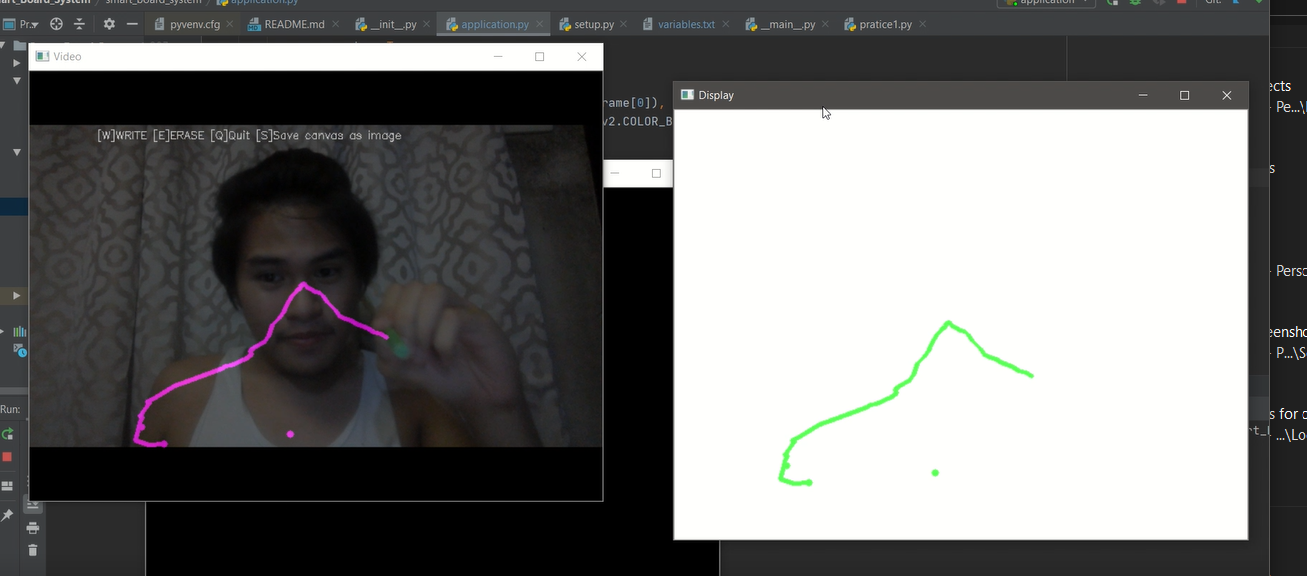 art_Board_System smart_Board_System application.py
application Git:
Pr... pyvenv.cfg README.md __init__.py application.py setup.py variables.txt __main__.py pratice1.py
Video
Display
[W]WRITE [E]ERASE [Q]Quit [S]Save canvas as image
rame[0]),
v2.COLOR_B
ects
- Pe...\
s
- Perso
eensho
- P...\S
s for c
...\Lo
Run: